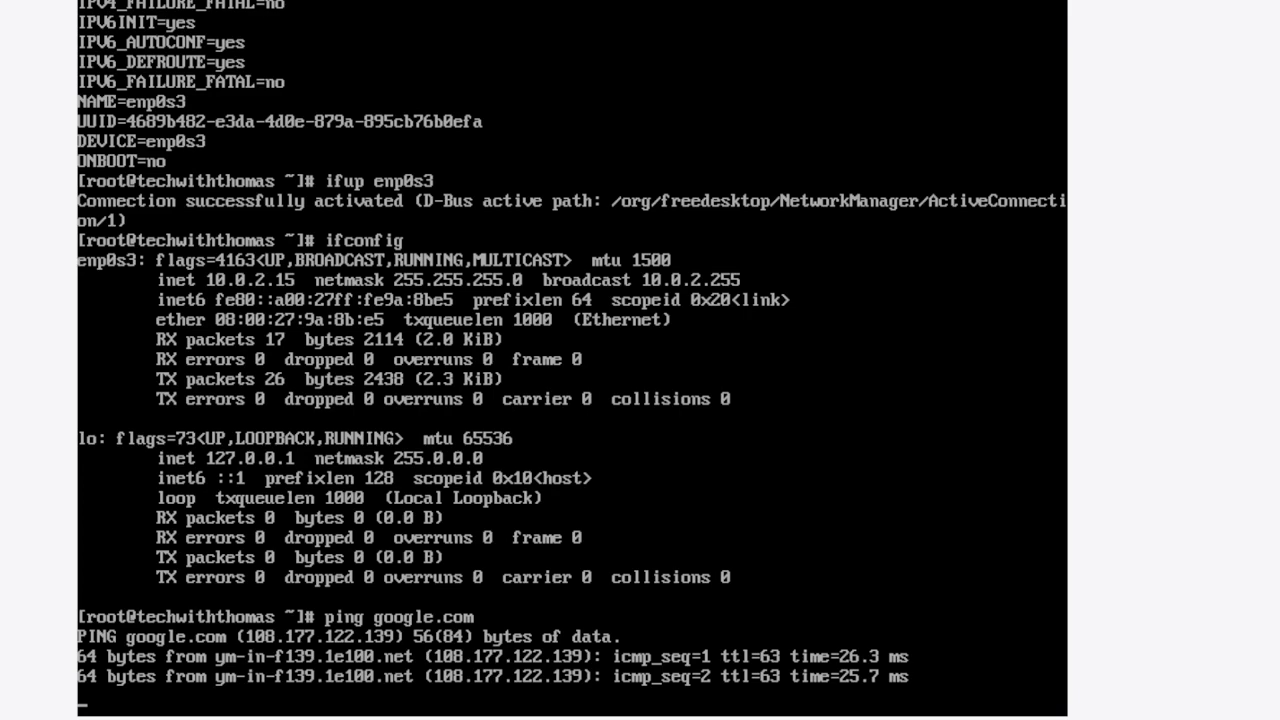 IPV4_FAILURE_FATAL=no
IPV6INIT=yes
IPV6_AUTOCONF=yes
IPV6_DEFROUTE=yes
IPV6_FAILURE_FATAL=no
NAME=enp0s3
UUID=4689b482-e3da-4d0e-879a-895cb76b0efa
DEVICE=enp0s3
ONBOOT=no
[root@techwiththomas ~]# ifup enp0s3
Connection successfully activated (D-Bus active path: /org/freedesktop/NetworkManager/ActiveConnecti
on/1)
[root@techwiththomas ~]# ifconfig
enp0s3: flags=4163<UP,BROADCAST,RUNNING,MULTICAST>  mtu 1500
        inet 10.0.2.15  netmask 255.255.255.0  broadcast 10.0.2.255
        inet6 fe80::a00:27ff:fe9a:8be5  prefixlen 64  scopeid 0x20<link>
        ether 08:00:27:9a:8b:e5  txqueuelen 1000  (Ethernet)
        RX packets 17  bytes 2114 (2.0 KiB)
        RX errors 0  dropped 0  overruns 0  frame 0
        TX packets 26  bytes 2438 (2.3 KiB)
        TX errors 0  dropped 0 overruns 0  carrier 0  collisions 0

lo: flags=73<UP,LOOPBACK,RUNNING>  mtu 65536
        inet 127.0.0.1  netmask 255.0.0.0
        inet6 ::1  prefixlen 128  scopeid 0x10<host>
        loop  txqueuelen 1000  (Local Loopback)
        RX packets 0  bytes 0 (0.0 B)
        RX errors 0  dropped 0  overruns 0  frame 0
        TX packets 0  bytes 0 (0.0 B)
        TX errors 0  dropped 0 overruns 0  carrier 0  collisions 0

[root@techwiththomas ~]# ping google.com
PING google.com (108.177.122.139) 56(84) bytes of data.
64 bytes from ym-in-f139.1e100.net (108.177.122.139): icmp_seq=1 ttl=63 time=26.3 ms
64 bytes from ym-in-f139.1e100.net (108.177.122.139): icmp_seq=2 ttl=63 time=25.7 ms